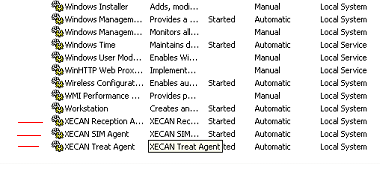 Windows Installer Adds, modi... Manual Local System
Windows Managem... Provides a ... Started Automatic Local System
Windows Managem... Monitors all... Manual Local System
Windows Time Maintains d... Started Automatic Local Service
Windows User Mod... Enables Wi... Manual Local Service
WinHTTP Web Prox... Implement... Manual Local Service
Wireless Configurat... Enables au... Started Automatic Local System
WMI Performance ... Provides p... Manual Local System
Workstation Creates an... Started Automatic Local System
XECAN Reception A... XECAN Rec... Started Automatic Local System
XECAN SIM Agent XECAN SIM... Started Automatic Local System
XECAN Treat Agent XECAN Treat Agent ted Automatic Local System